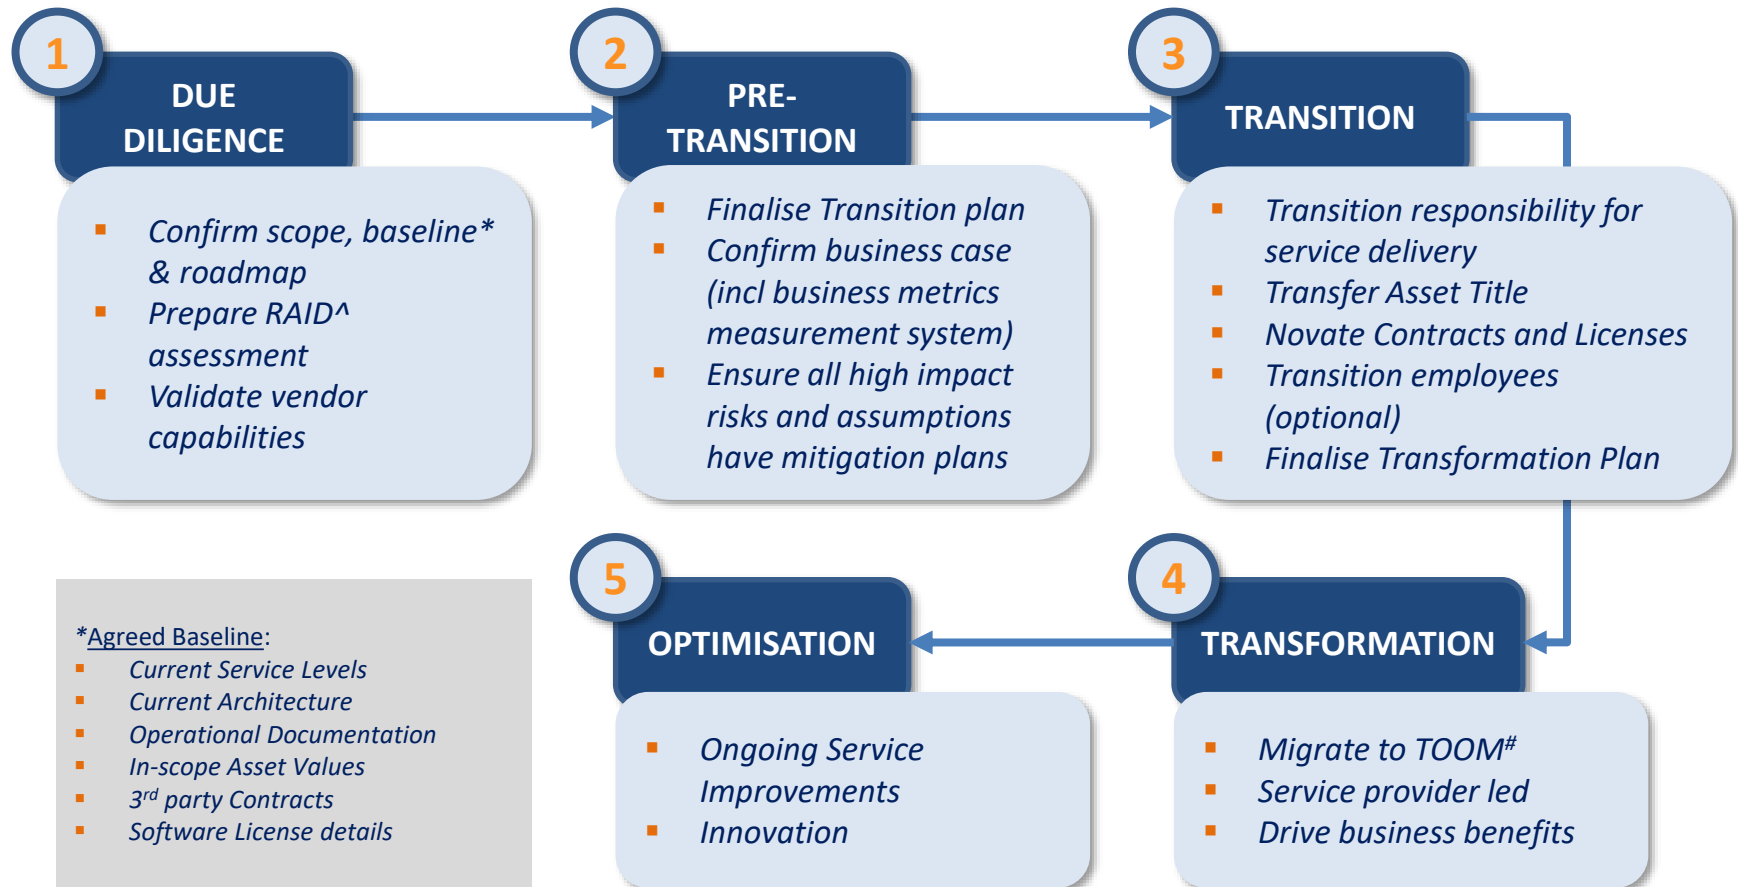 1
DUE
DILIGENCE
▪ Confirm scope, baseline*
& roadmap
▪ Prepare RAID^
assessment
▪ Validate vendor
capabilities
2
PRE-
TRANSITION
▪ Finalise Transition plan
▪ Confirm business case
(incl business metrics
measurement system)
▪ Ensure all high impact
risks and assumptions
have mitigation plans
3
TRANSITION
▪ Transition responsibility for
service delivery
▪ Transfer Asset Title
▪ Novate Contracts and Licenses
▪ Transition employees
(optional)
▪ Finalise Transformation Plan
4
TRANSFORMATION
▪ Migrate to TOOM#
▪ Service provider led
▪ Drive business benefits
5
OPTIMISATION
▪ Ongoing Service
Improvements
▪ Innovation
*Agreed Baseline:
▪ Current Service Levels
▪ Current Architecture
▪ Operational Documentation
▪ In-scope Asset Values
▪ 3rd party Contracts
▪ Software License details